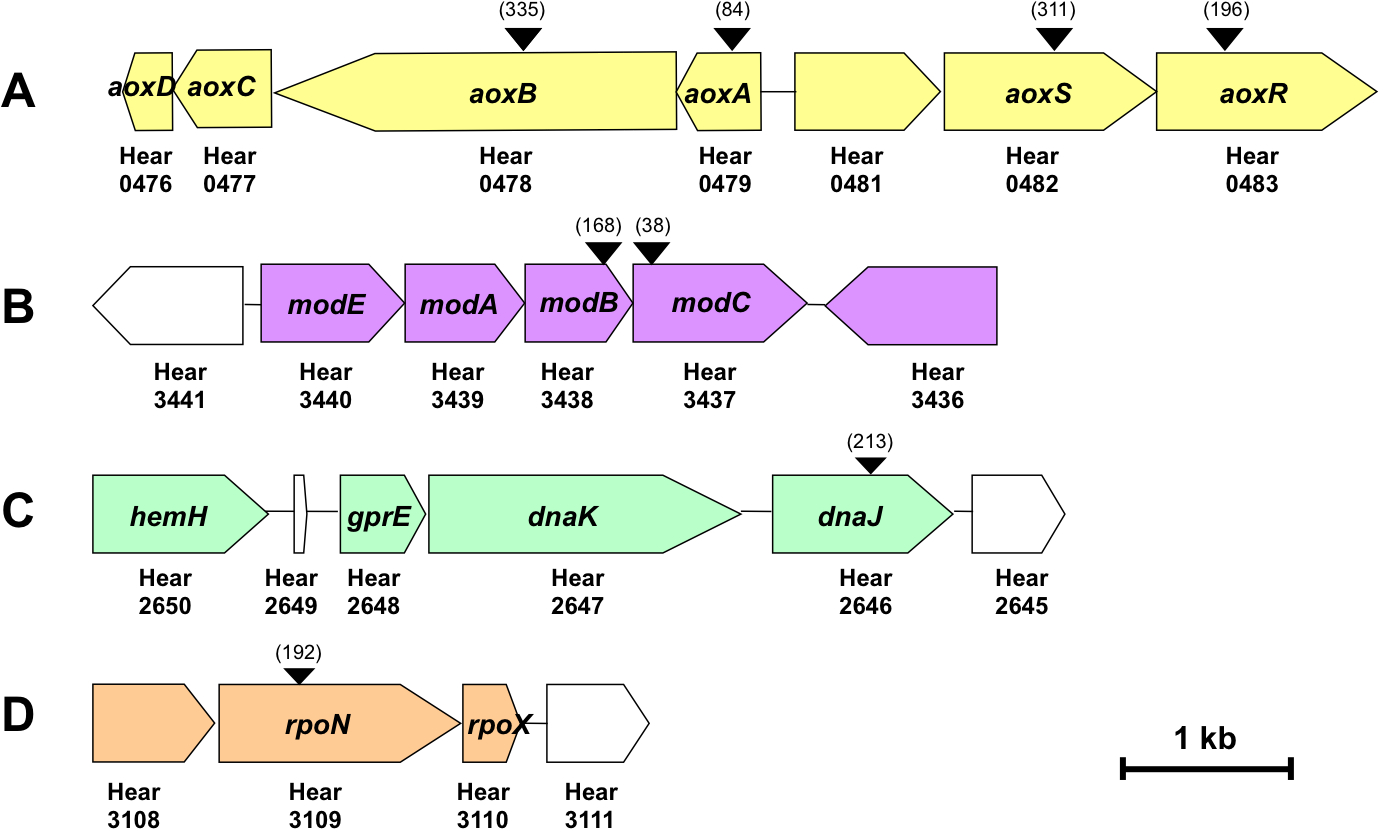 (335) (84) (311) (196)
A aoxD aoxC aoxB aoxA aoxS aoxR
Hear Hear Hear Hear Hear Hear Hear
0476 0477 0478 0479 0481 0482 0483
(168) (38)
B modE modA modB modC
Hear Hear Hear Hear Hear Hear
3441 3440 3439 3438 3437 3436
(213)
C hemH gprE dnaK dnaJ
Hear Hear Hear Hear Hear Hear
2650 2649 2648 2647 2646 2645
(192)
D rpoN rpoX
1 kb
Hear Hear Hear Hear
3108 3109 3110 3111